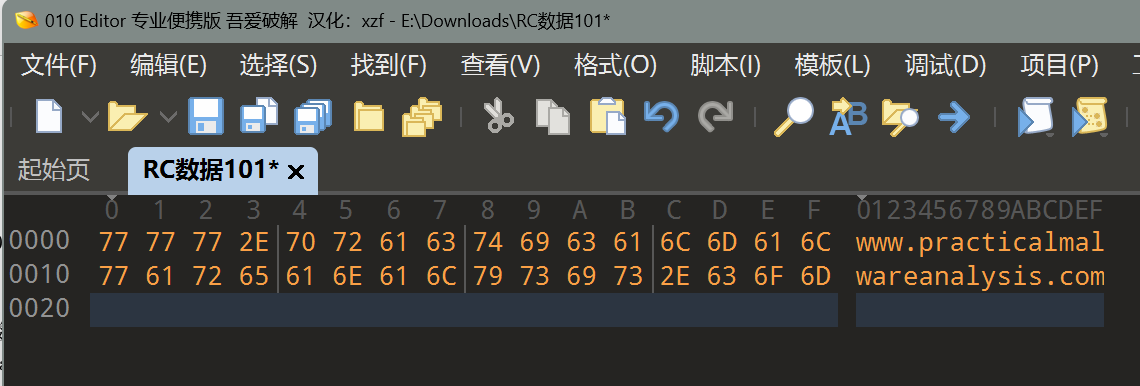 010 Editor 专业便携版 吾爱破解 汉化：xzf - E:\Downloads\RC数据101*
文件(F) 编辑(E) 选择(S) 找到(F) 查看(V) 格式(O) 脚本(I) 模板(L) 调试(D) 项目(P)
起始页 RC数据101*
0 1 2 3 4 5 6 7 8 9 A B C D E F 0123456789ABCDEF
0000 77 77 77 2E 70 72 61 63 74 69 63 61 6C 6D 61 6C www.practicalmal
0010 77 61 72 65 61 6E 61 6C 79 73 69 73 2E 63 6F 6D wareanalysis.com
0020